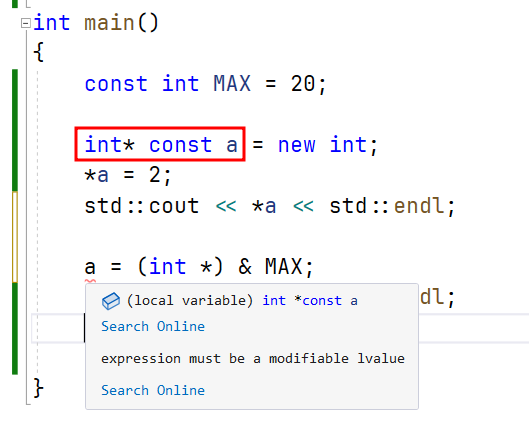 int main()
{
const int MAX = 20;
int* const a = new int;
*a = 2;
std::cout << *a << std::endl;
a = (int *) & MAX;
dl;
(local variable) int *const a
Search Online
expression must be a modifiable lvalue
Search Online
}